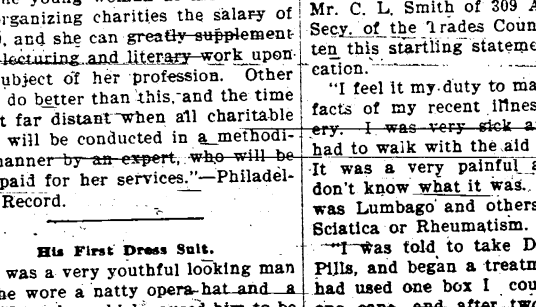 organizing charities the salary of
and she can greatly supplement
lecturing and literary work upon
subject of her profession. Other
do better than this, and the time
t far distant when all charitable
will be conducted in a methodi-
manner by an expert, who will be
paid for her services."—Philadel-
Record.
His First Dress Suit.
was a very youthful looking man
he wore a natty opera hat and a
Mr. C. L. Smith of 309 A
Secy. of the Trades Coun
ten this startling stateme
cation.
"I feel it my duty to ma
facts of my recent illnes
ery. I was very sick a
had to walk with the aid
It was a very painful a
don't know what it was.
was Lumbago and others
Sciatica or Rheumatism.
"I was told to take D
Pills, and began a treatm
had used one box I cou